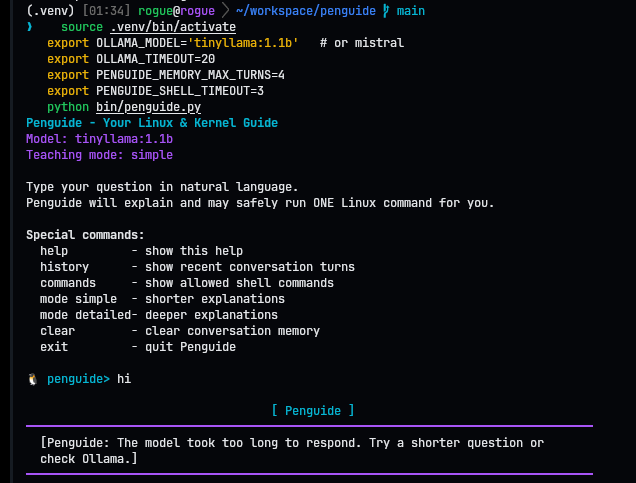 (.venv) [01:34] rogue@rogue ~/workspace/penguide main
❯ source .venv/bin/activate
export OLLAMA_MODEL='tinyllama:1.1b' # or mistral
export OLLAMA_TIMEOUT=20
export PENGUIDE_MEMORY_MAX_TURNS=4
export PENGUIDE_SHELL_TIMEOUT=3
python bin/penguide.py
Penguide - Your Linux & Kernel Guide
Model: tinyllama:1.1b
Teaching mode: simple
Type your question in natural language.
Penguide will explain and may safely run ONE Linux command for you.
Special commands:
help - show this help
history - show recent conversation turns
commands - show allowed shell commands
mode simple - shorter explanations
mode detailed- deeper explanations
clear - clear conversation memory
exit - quit Penguide
🐧 penguide> hi
[ Penguide ]
[Penguide: The model took too long to respond. Try a shorter question or
check Ollama.]